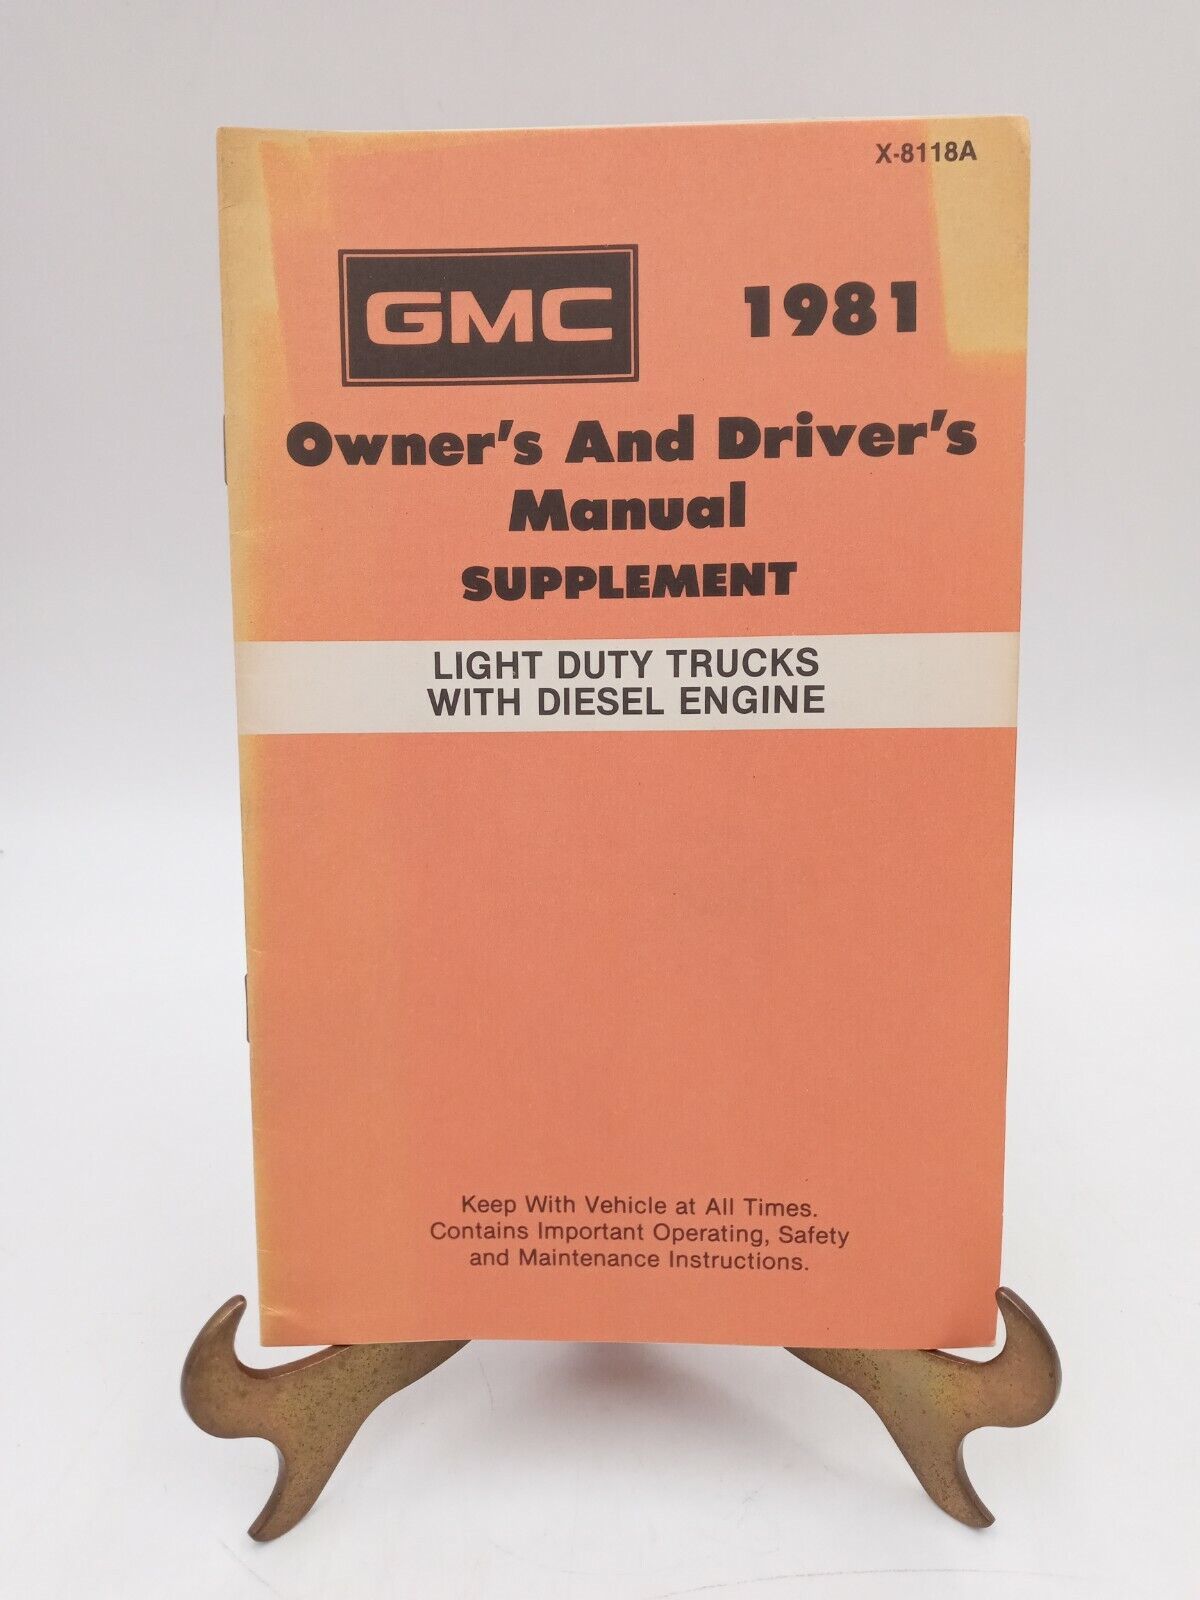 X-8118A
GMC 1981
Owner's And Driver's
Manual
SUPPLEMENT
LIGHT DUTY TRUCKS
WITH DIESEL ENGINE
Keep With Vehicle at All Times.
Contains Important Operating, Safety
and Maintenance Instructions.